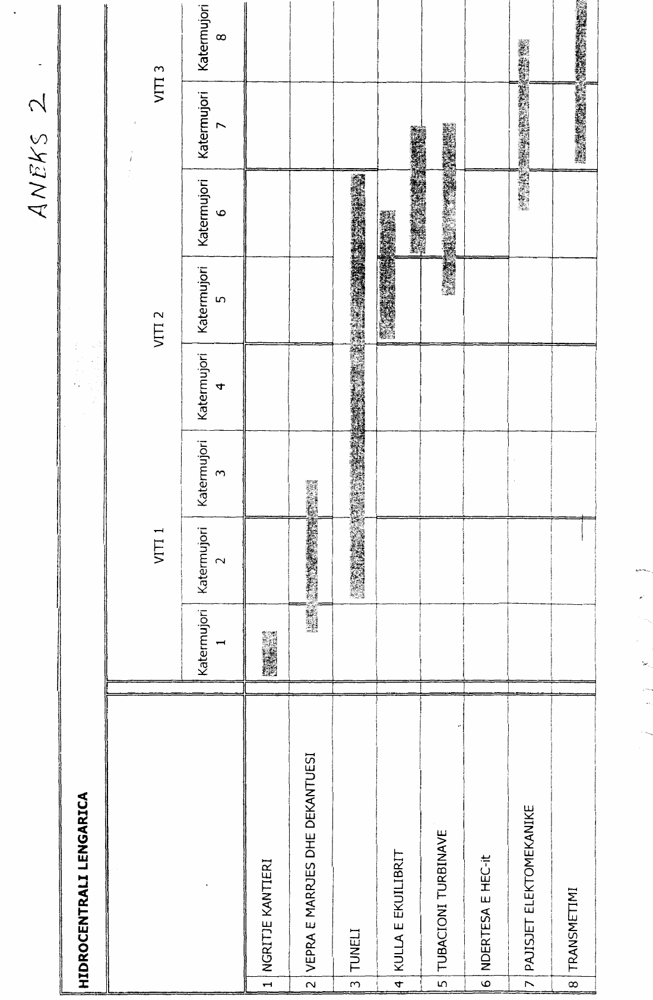 ANEKS 2
HIDROCENTRALI LENGARICA
VITI 1
VITI 2
VITI 3
Katermujori 1
Katermujori 2
Katermujori 3
Katermujori 4
Katermujori 5
Katermujori 6
Katermujori 7
Katermujori 8
1 NGRITJE KANTIERI
2 VEPRA E MARRJES DHE DEKANTUESI
3 TUNELI
4 KULLA E EKUILIBRIT
5 TUBACIONI TURBINAVE
6 NDERTESA E HEC-it
7 PAJISJET ELEKTOMEKANIKE
8 TRANSMETIMI